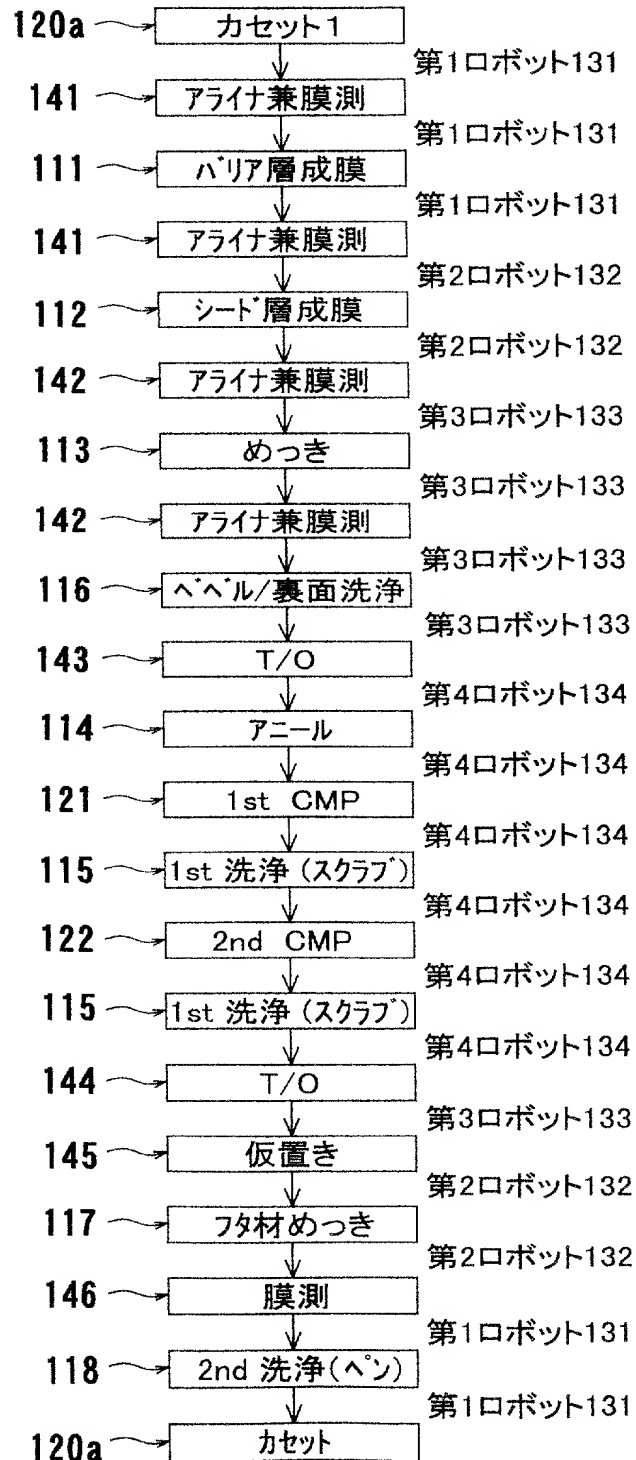 120a カセット1
第1ロボット131
141 アライナ兼膜測
第1ロボット131
111 バリア層成膜
第1ロボット131
141 アライナ兼膜測
第2ロボット132
112 シード層成膜
第2ロボット132
142 アライナ兼膜測
第3ロボット133
113 めっき
第3ロボット133
142 アライナ兼膜測
第3ロボット133
116 ベベル/裏面洗浄
第3ロボット133
143 T/O
第4ロボット134
114 アニール
第4ロボット134
121 1st CMP
第4ロボット134
115 1st 洗浄(スクラブ)
第4ロボット134
122 2nd CMP
第4ロボット134
115 1st 洗浄(スクラブ)
第4ロボット134
144 T/O
第3ロボット133
145 仮置き
第2ロボット132
117 フタ材めっき
第2ロボット132
146 膜測
第1ロボット131
118 2nd 洗浄(ペン)
第1ロボット131
120a カセット